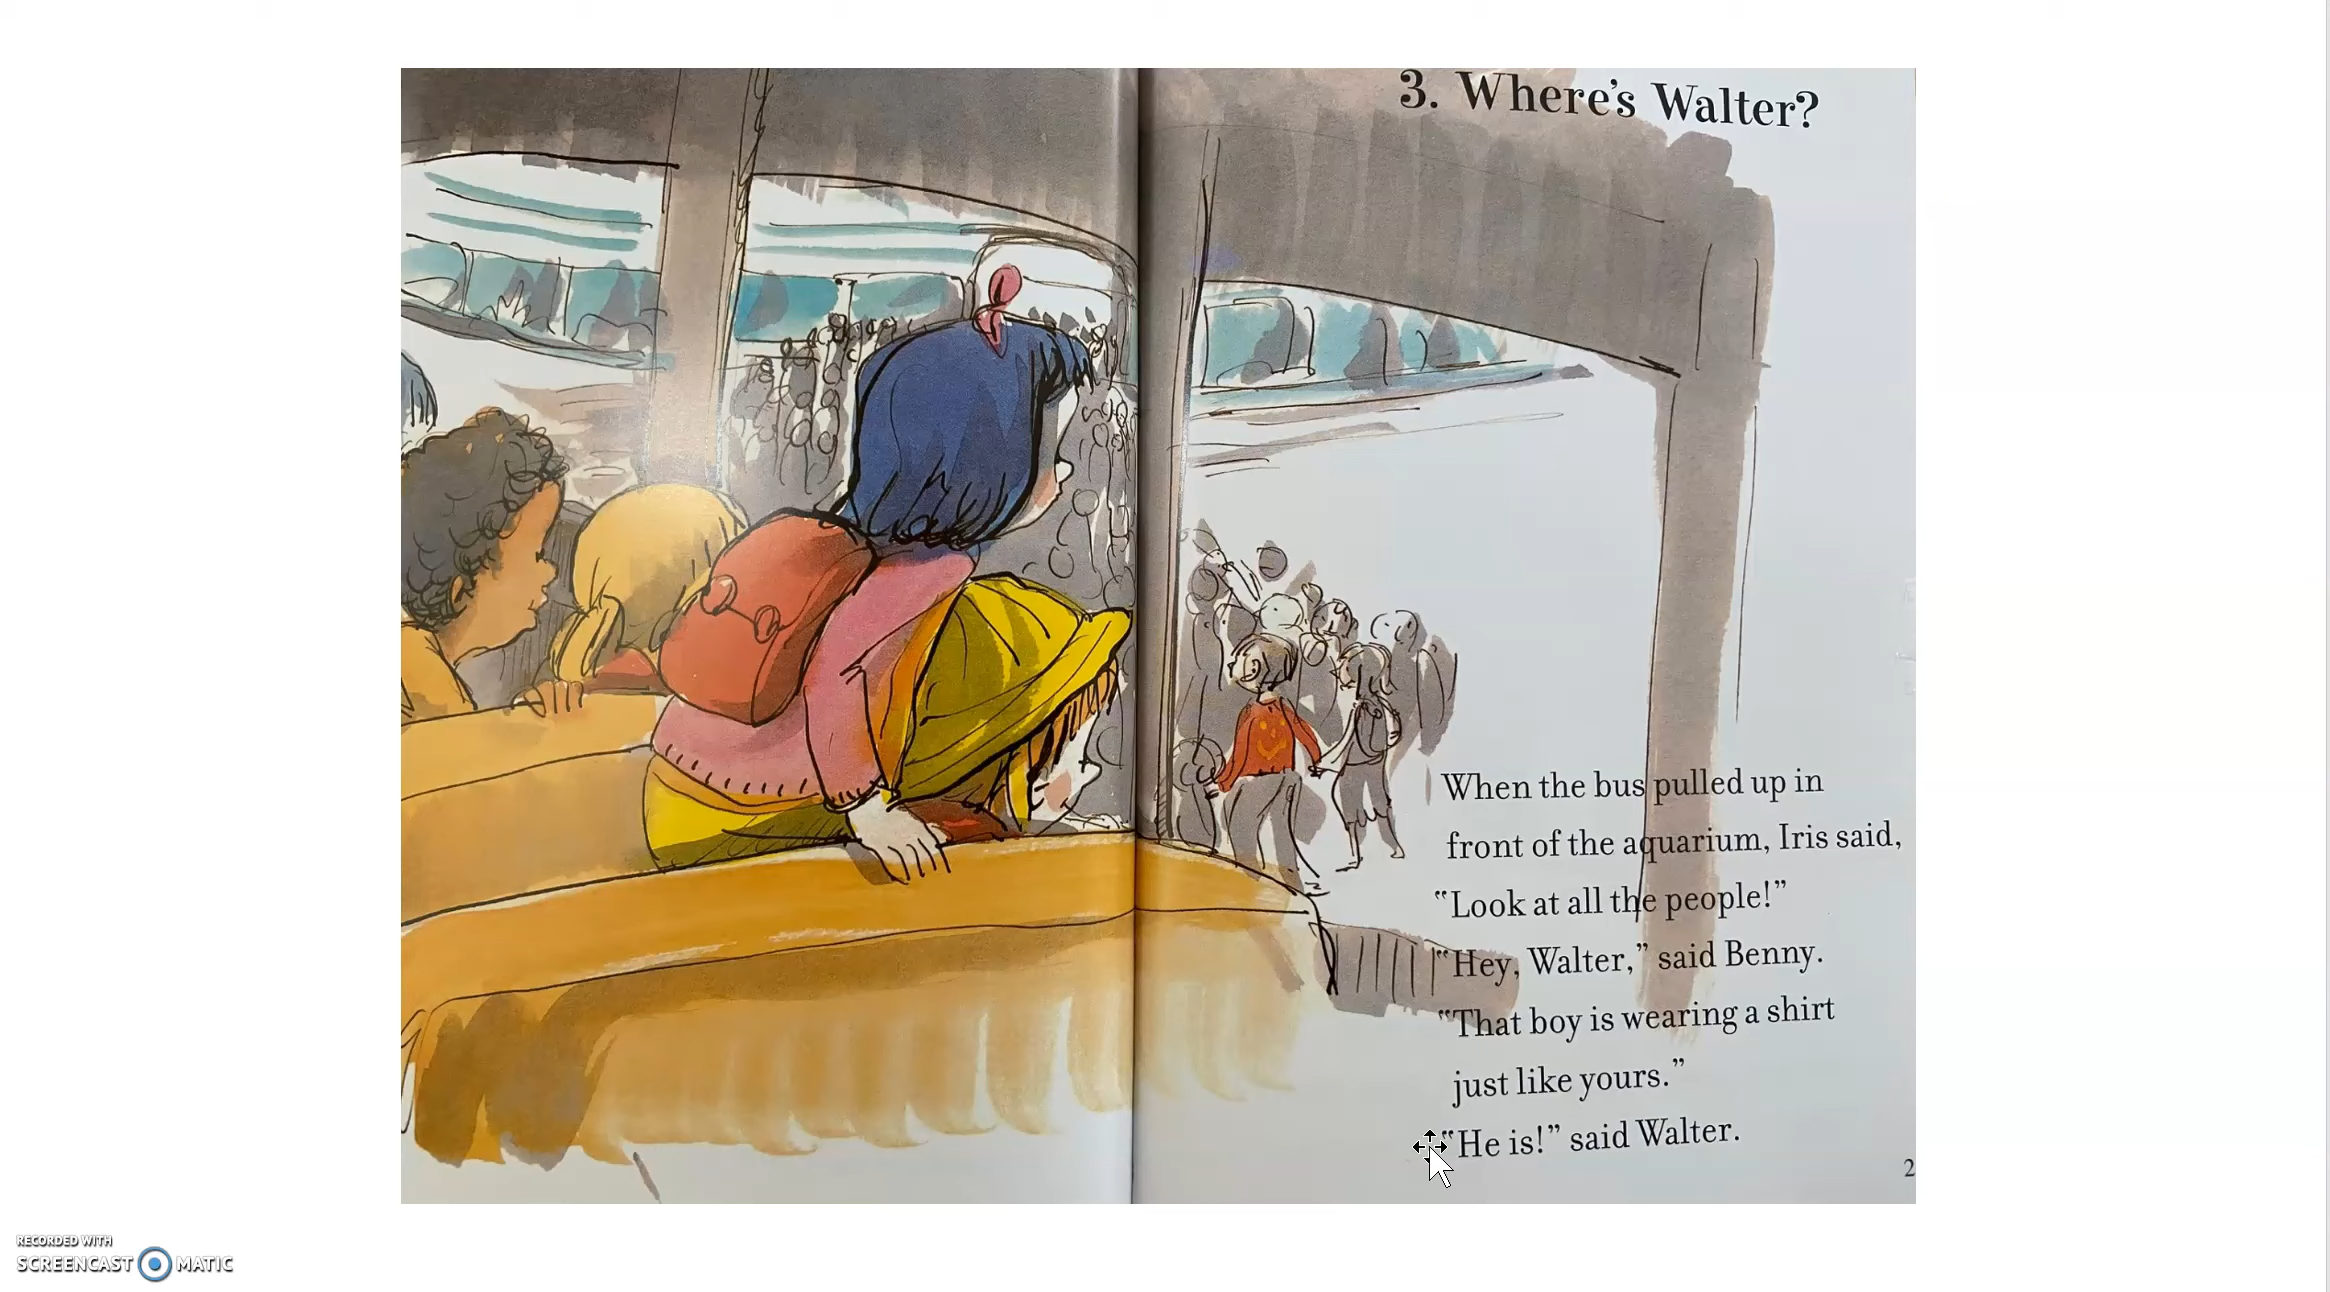 3. Where's Walter?
When the bus pulled up in
front of the aquarium, Iris said,
“Look at all the people!”
“Hey, Walter,” said Benny.
“That boy is wearing a shirt
just like yours.”
“He is!” said Walter.
2
RECORDED WITH
SCREENCAST MATIC